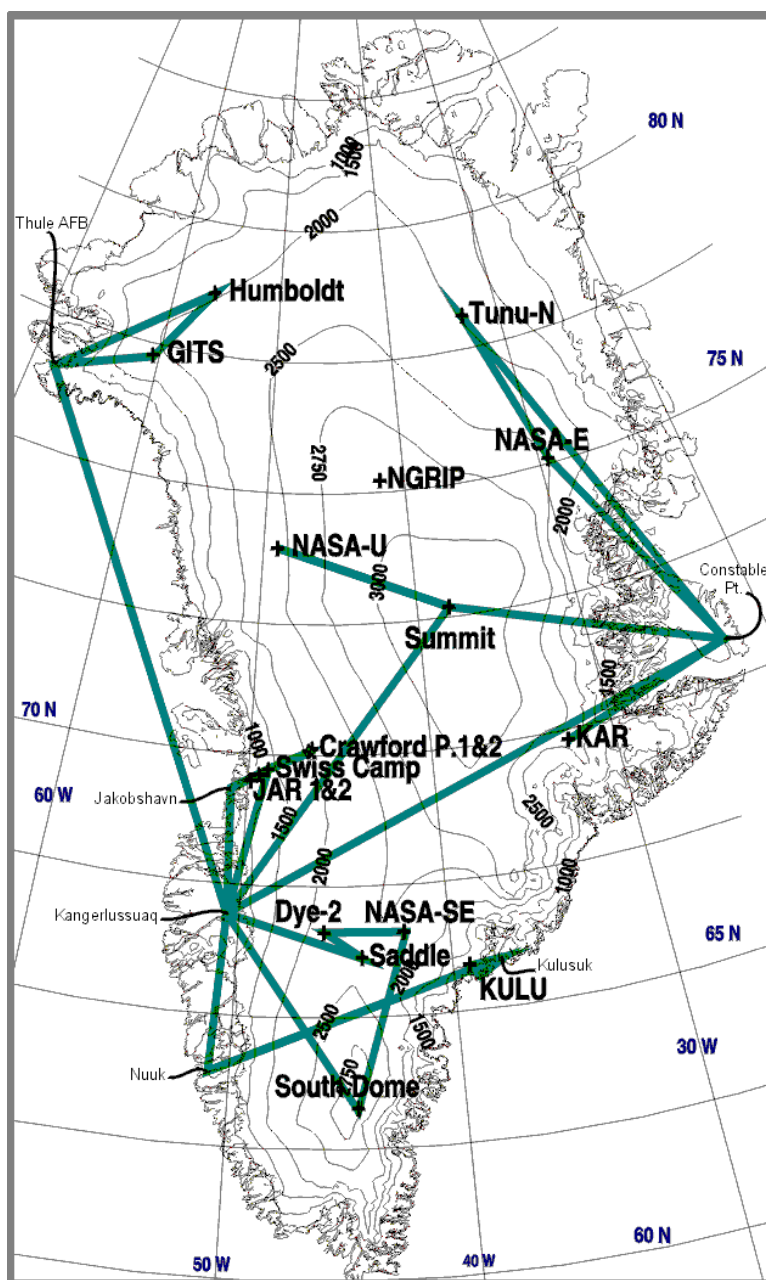 80 N
1000
1500
2000
Thule AFB
Humboldt
Tunu-N
GITS
2500
75 N
NASA-E
2750
NGRIP
2000
NASA-U
3000
Constable
Pt.
Summit
1500
70 N
KAR
Crawford P.1&2
1000
Swiss Camp
JAR 1&2
60 W
Jakobshavn
1500
2500
2000
1000
Kangerlussuaq
Dye-2
NASA-SE
65 N
Saddle
2000
Kulusuk
KULU
2500
1500
30 W
Nuuk
2750
South Dome
60 N
50 W
40 W